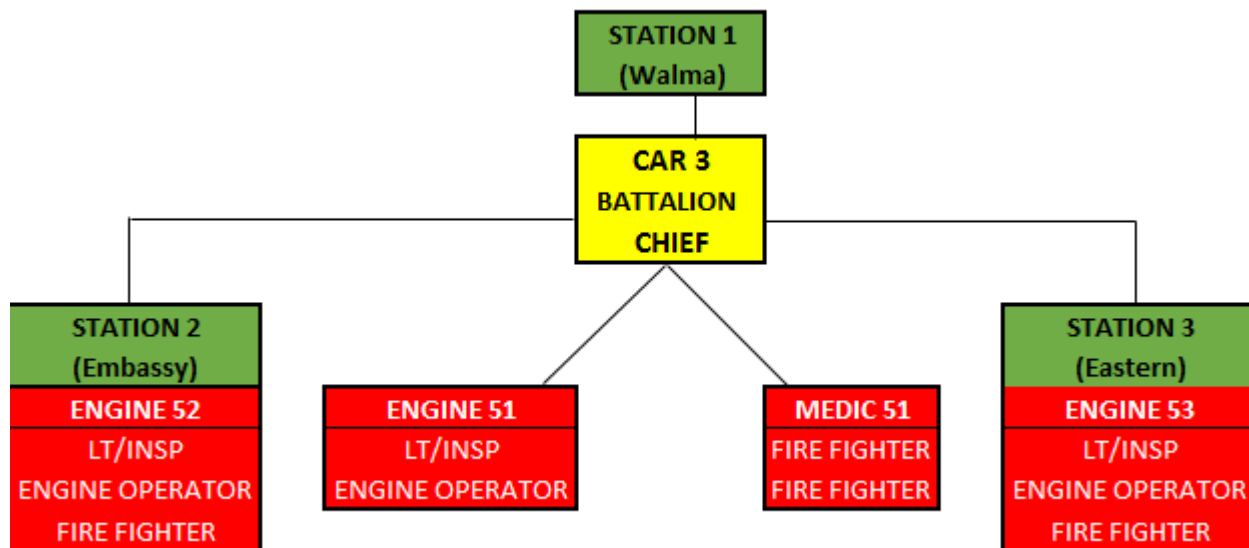 STATION 1
(Walma)
CAR 3
BATTALION
CHIEF
STATION 2
(Embassy)
ENGINE 52
LT/INSP
ENGINE OPERATOR
FIRE FIGHTER
ENGINE 51
LT/INSP
ENGINE OPERATOR
MEDIC 51
FIRE FIGHTER
FIRE FIGHTER
STATION 3
(Eastern)
ENGINE 53
LT/INSP
ENGINE OPERATOR
FIRE FIGHTER